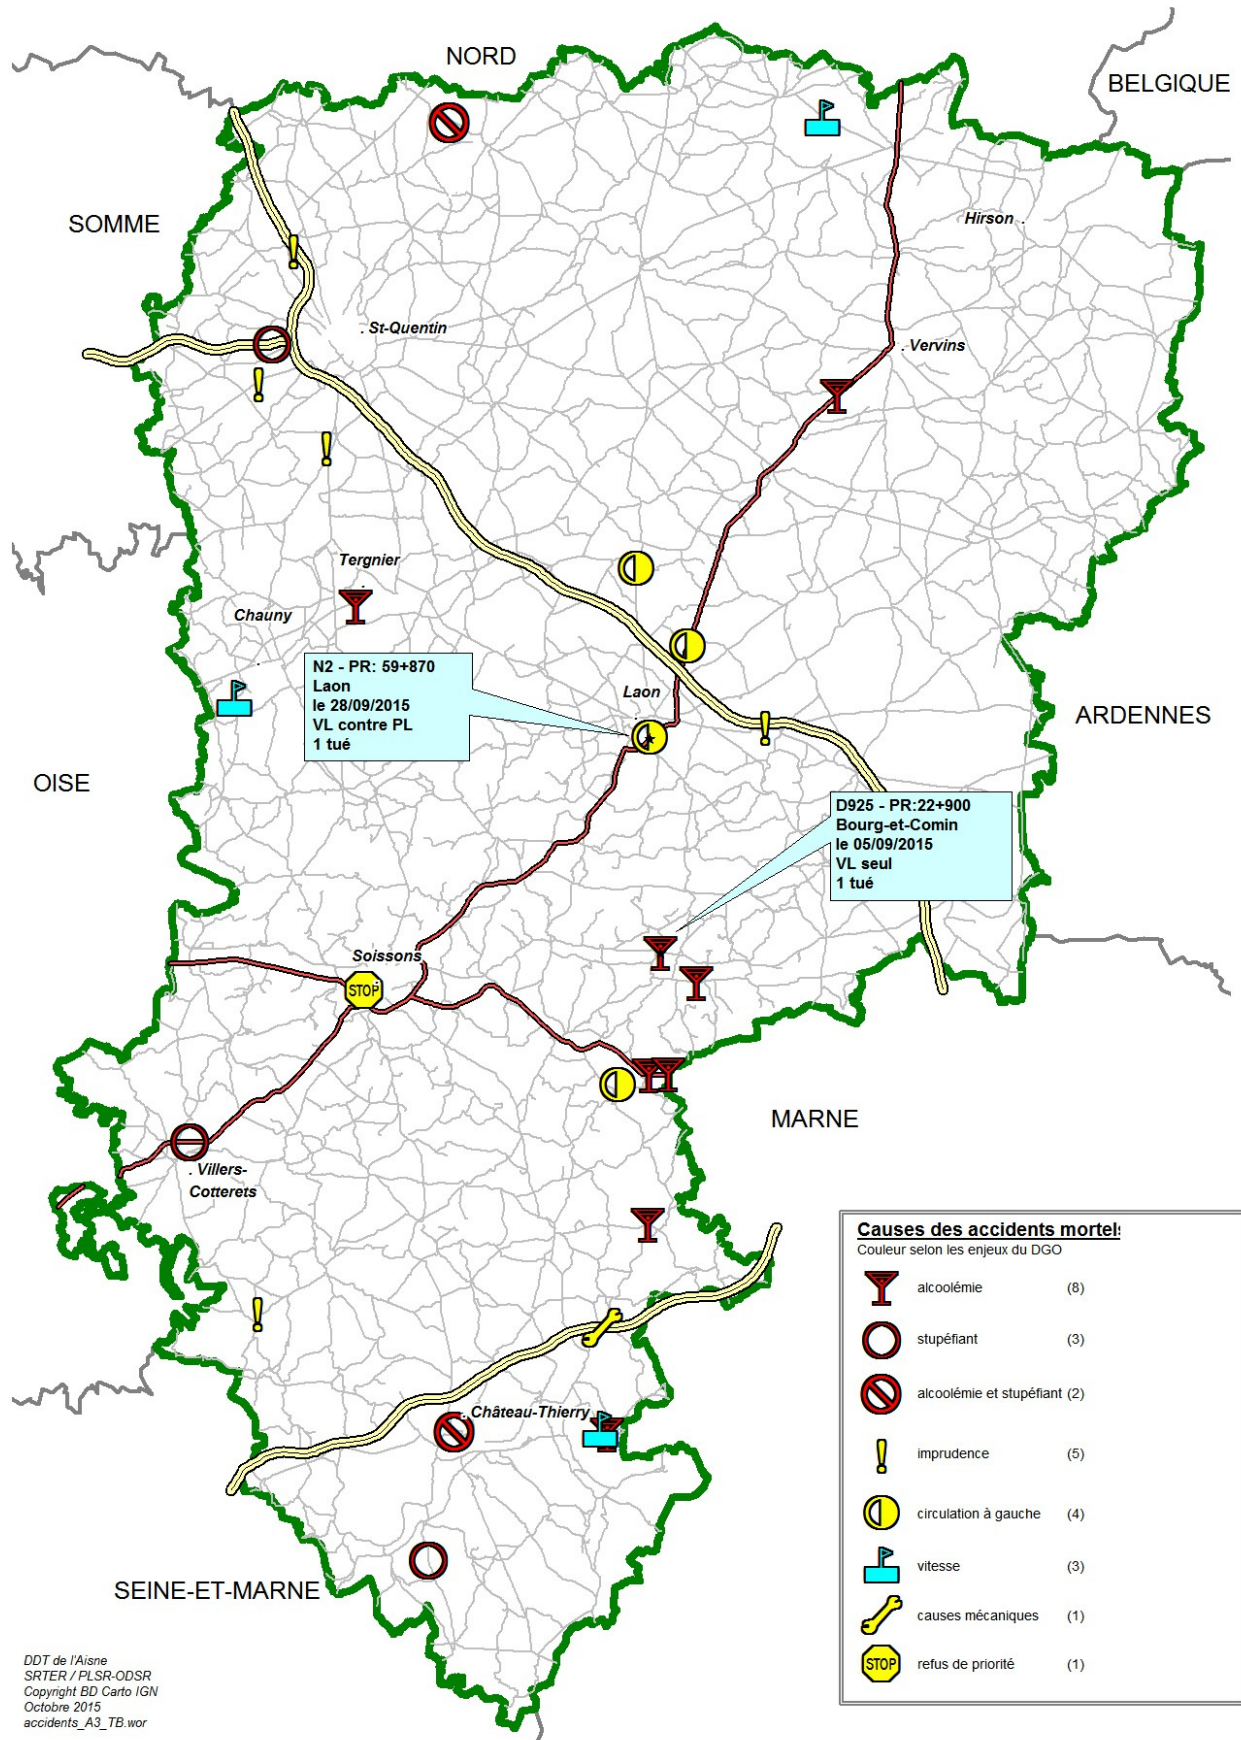 NORD
BELGIQUE
SOMME
Hirson .
. St-Quentin
. Vervins
Tergnier
Chauny
N2 - PR: 59+870
Laon
le 28/09/2015
VL contre PL
1 tué
Laon
ARDENNES
OISE
D925 - PR:22+900
Bourg-et-Comin
le 05/09/2015
VL seul
1 tué
Soissons
STOP
MARNE
. Villers-
Cotterets
. Château-Thierry
SEINE-ET-MARNE
Causes des accidents mortels
Couleur selon les enjeux du DGO
alcoolémie (8)
stupéfiant (3)
alcoolémie et stupéfiant (2)
imprudence (5)
circulation à gauche (4)
vitesse (3)
causes mécaniques (1)
STOP refus de priorité (1)
DDT de l'Aisne
SRTER / PLSR-ODSR
Copyright BD Carto IGN
Octobre 2015
accidents_A3_TB.wor